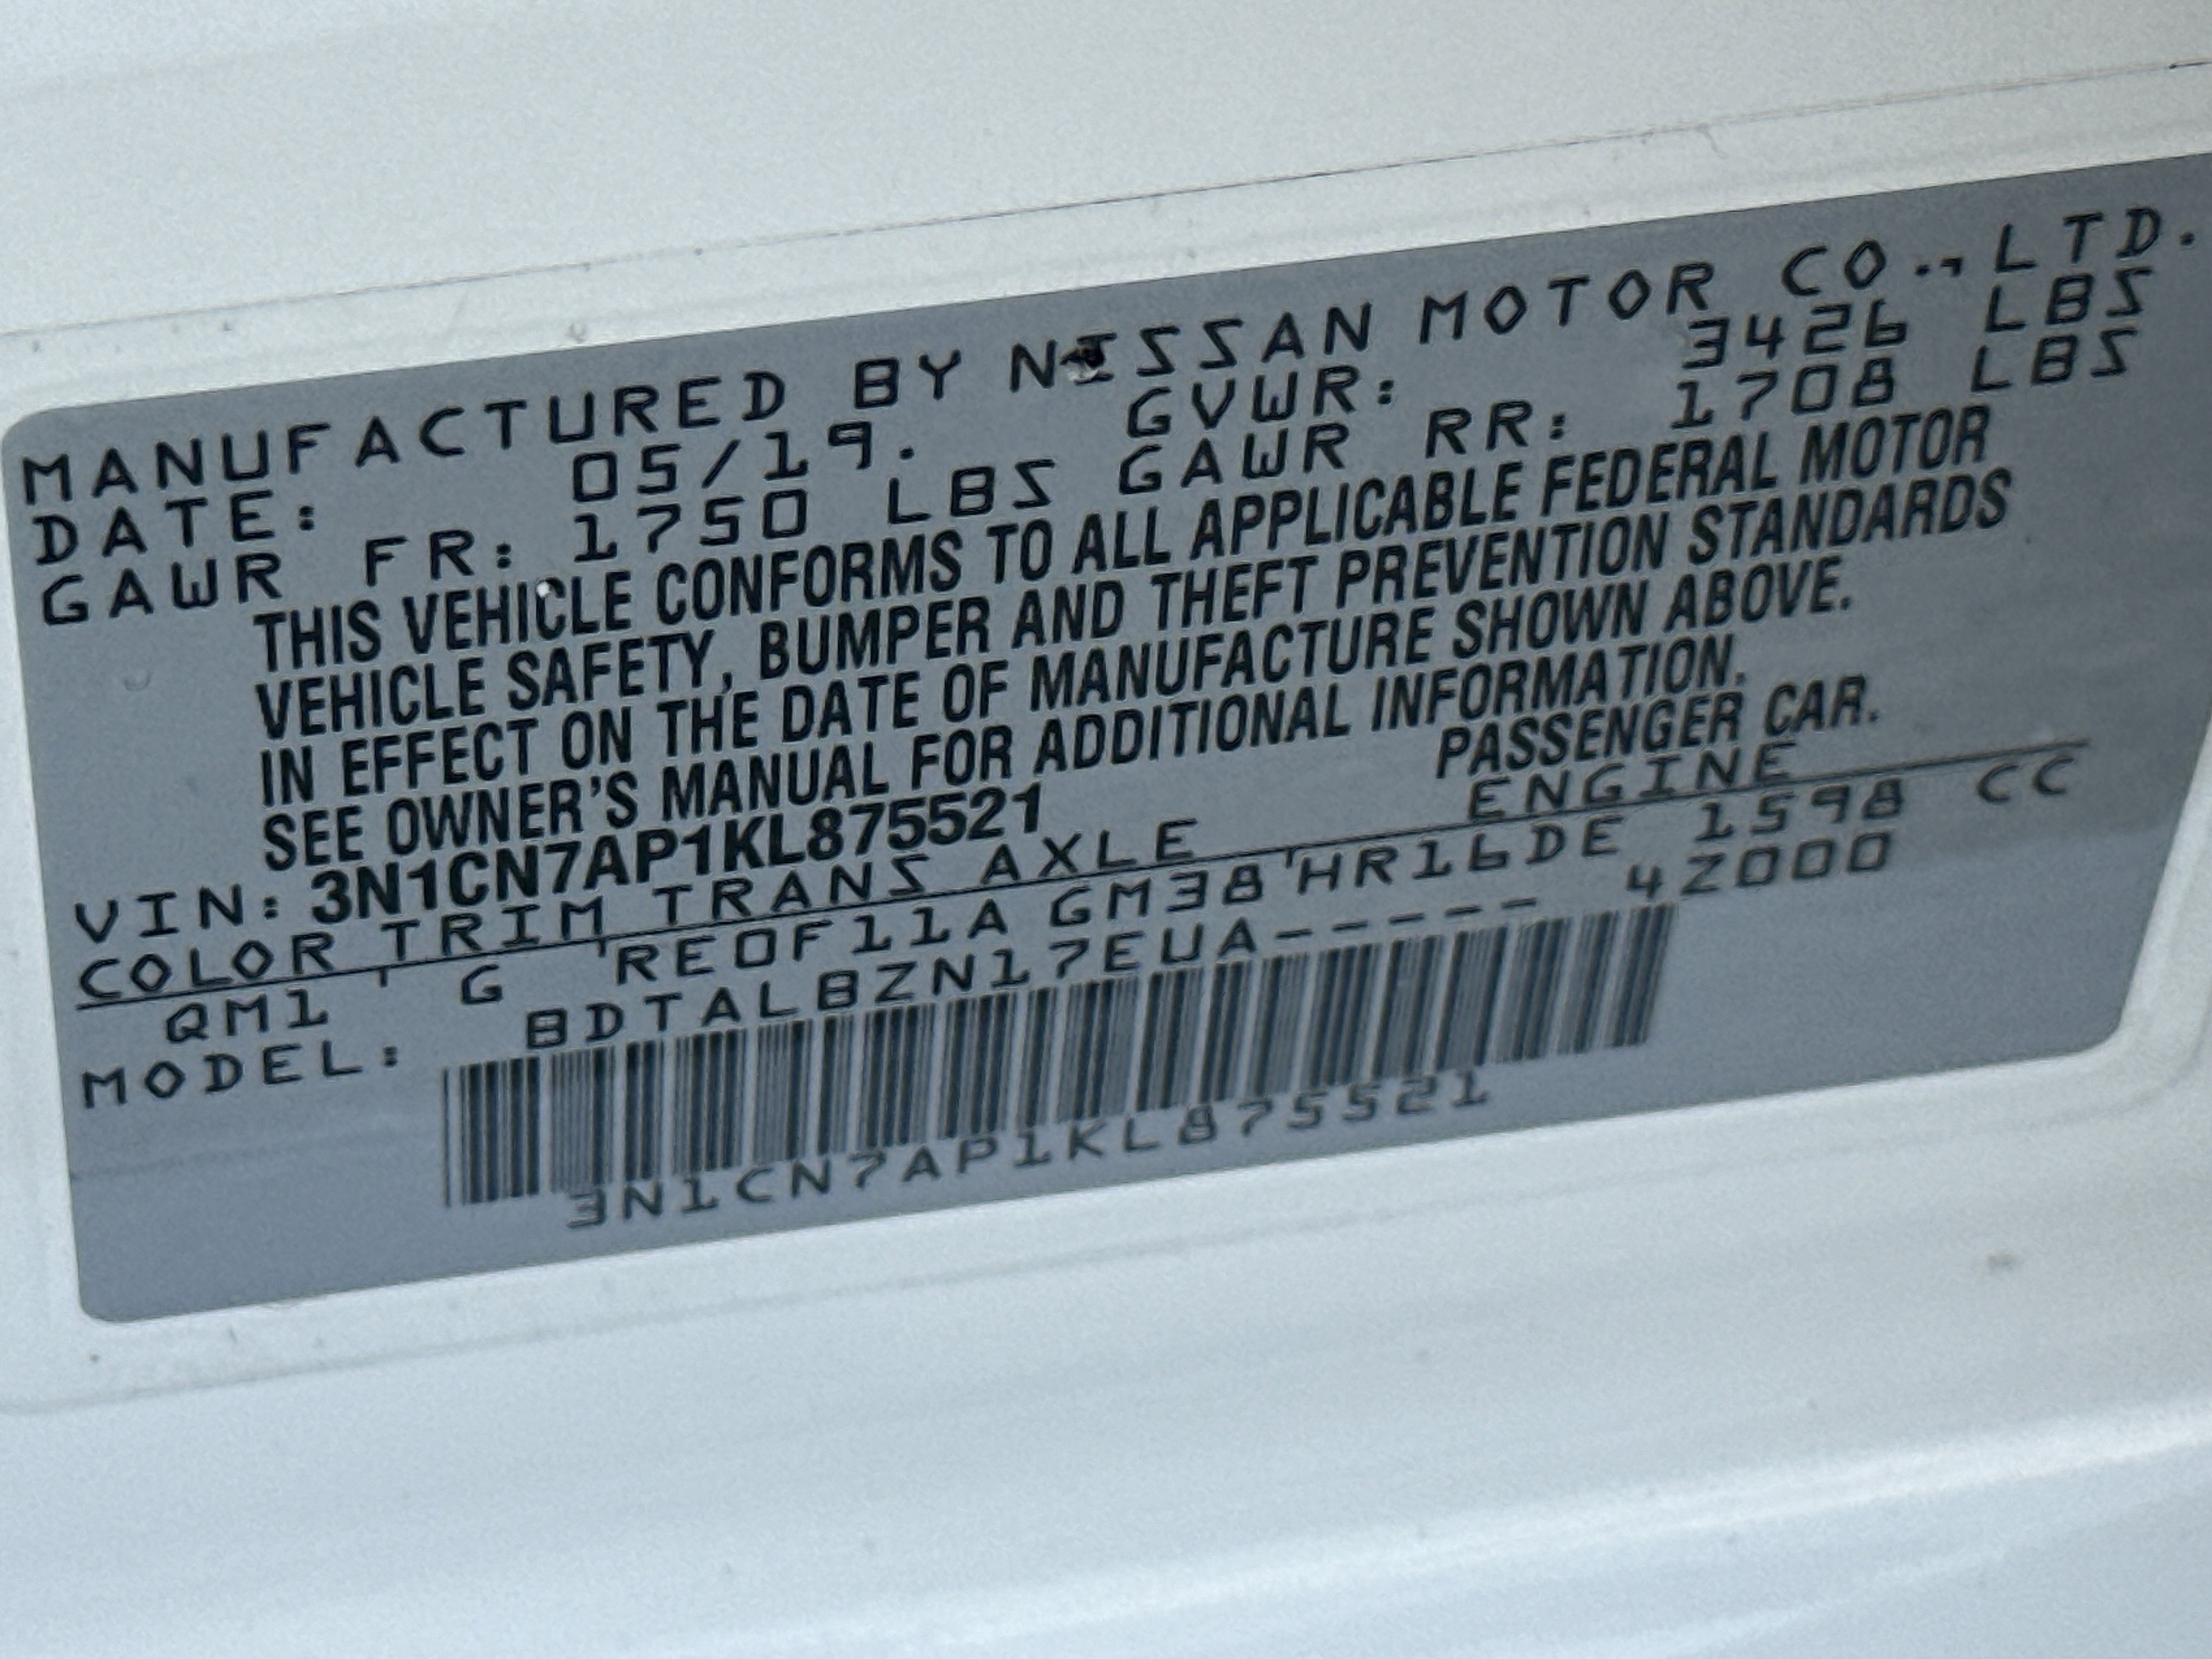 MANUFACTURED BY NISSAN MOTOR CO.,LTD.
DATE: 05/19. GVWR: 3426 LBS
GAWR FR: 1750 LBS GAWR RR: 1708 LBS
THIS VEHICLE CONFORMS TO ALL APPLICABLE FEDERAL MOTOR
VEHICLE SAFETY, BUMPER AND THEFT PREVENTION STANDARDS
IN EFFECT ON THE DATE OF MANUFACTURE SHOWN ABOVE.
SEE OWNER'S MANUAL FOR ADDITIONAL INFORMATION.
VIN: 3N1CN7AP1KL875521 PASSENGER CAR.
COLOR TRIM TRANS AXLE ENGINE
QM1 G RE0F11A GM38 HR16DE 1598 CC
MODEL: BDTALBZN17EUA----- 4Z000
3N1CN7AP1KL875521